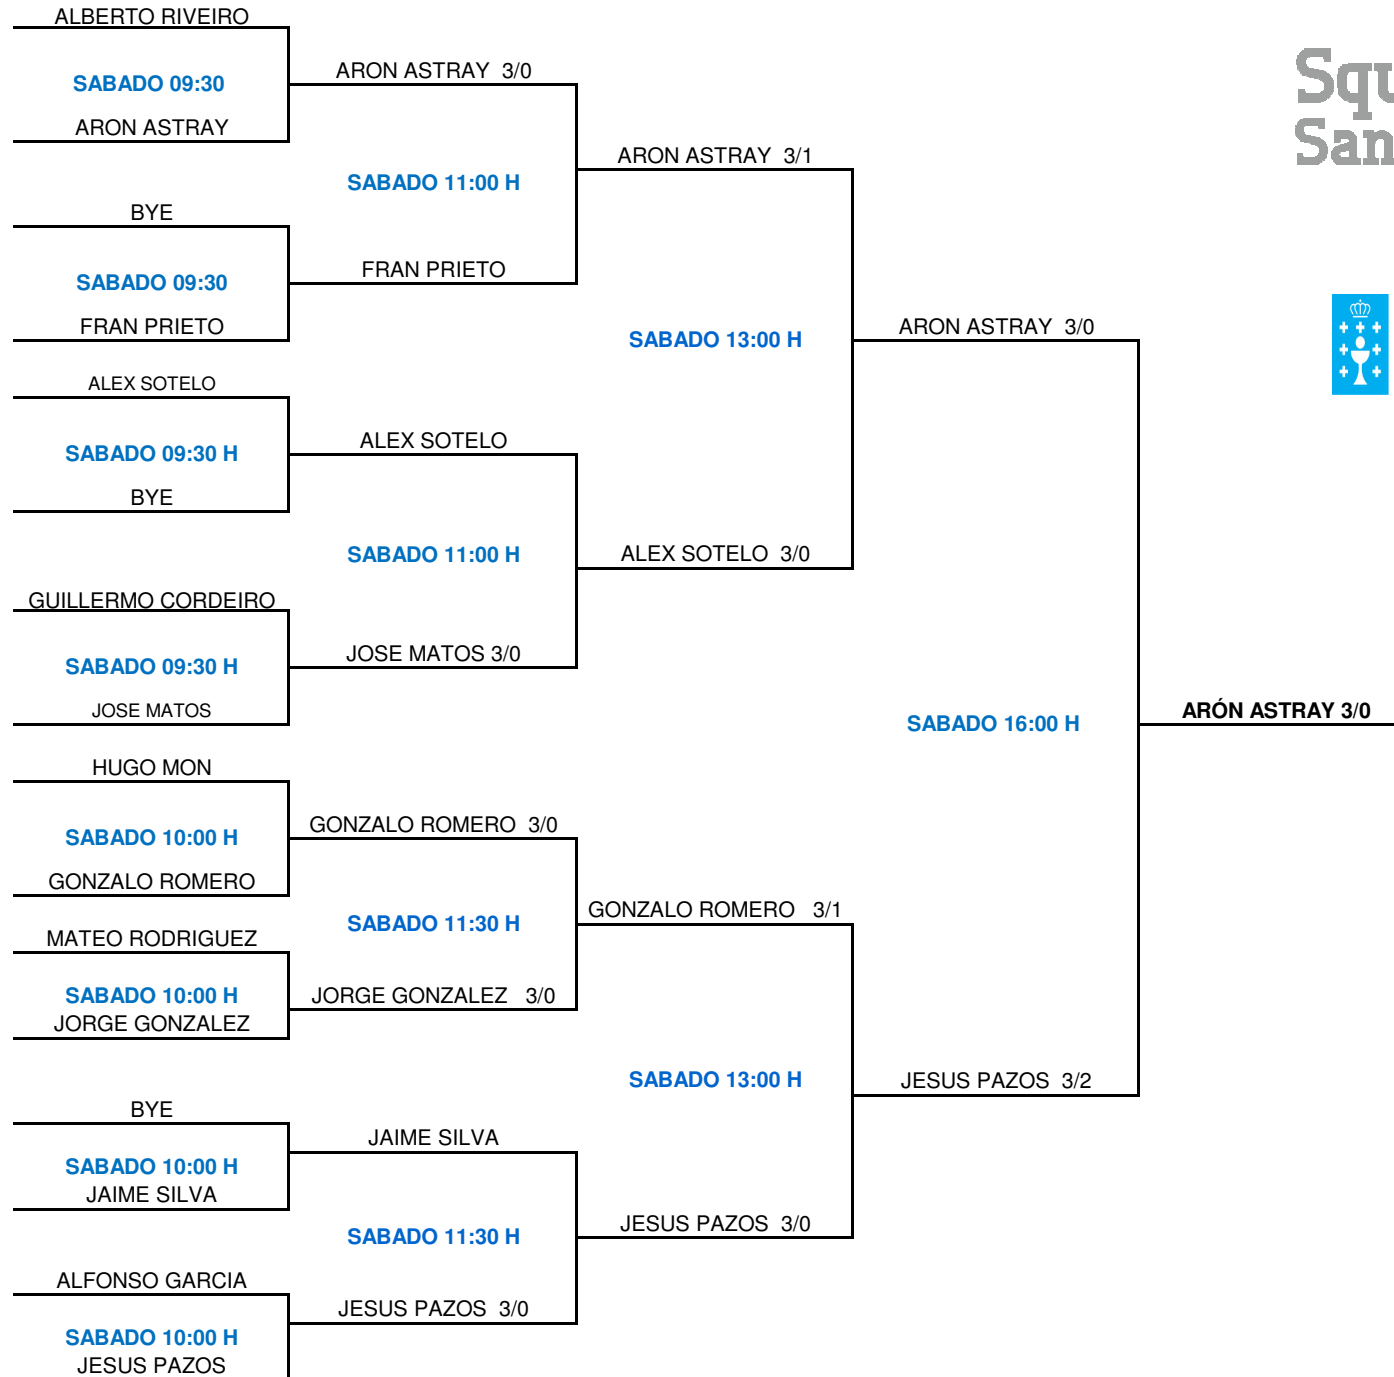 ALBERTO RIVEIRO
SABADO 09:30
ARON ASTRAY
BYE
SABADO 09:30
FRAN PRIETO
ALEX SOTELO
SABADO 09:30 H
BYE
GUILLERMO CORDEIRO
SABADO 09:30 H
JOSE MATOS
HUGO MON
SABADO 10:00 H
GONZALO ROMERO
MATEO RODRIGUEZ
SABADO 10:00 H
JORGE GONZALEZ
BYE
SABADO 10:00 H
JAIME SILVA
ALFONSO GARCIA
SABADO 10:00 H
JESUS PAZOS
ARON ASTRAY 3/0
SABADO 11:00 H
FRAN PRIETO
ALEX SOTELO
SABADO 11:00 H
JOSE MATOS 3/0
GONZALO ROMERO 3/0
SABADO 11:30 H
JORGE GONZALEZ 3/0
JAIME SILVA
SABADO 11:30 H
JESUS PAZOS 3/0
ARON ASTRAY 3/1
SABADO 13:00 H
ALEX SOTELO 3/0
GONZALO ROMERO 3/1
SABADO 13:00 H
JESUS PAZOS 3/0
ARON ASTRAY 3/0
SABADO 16:00 H
JESUS PAZOS 3/2
ARÓN ASTRAY 3/0
San